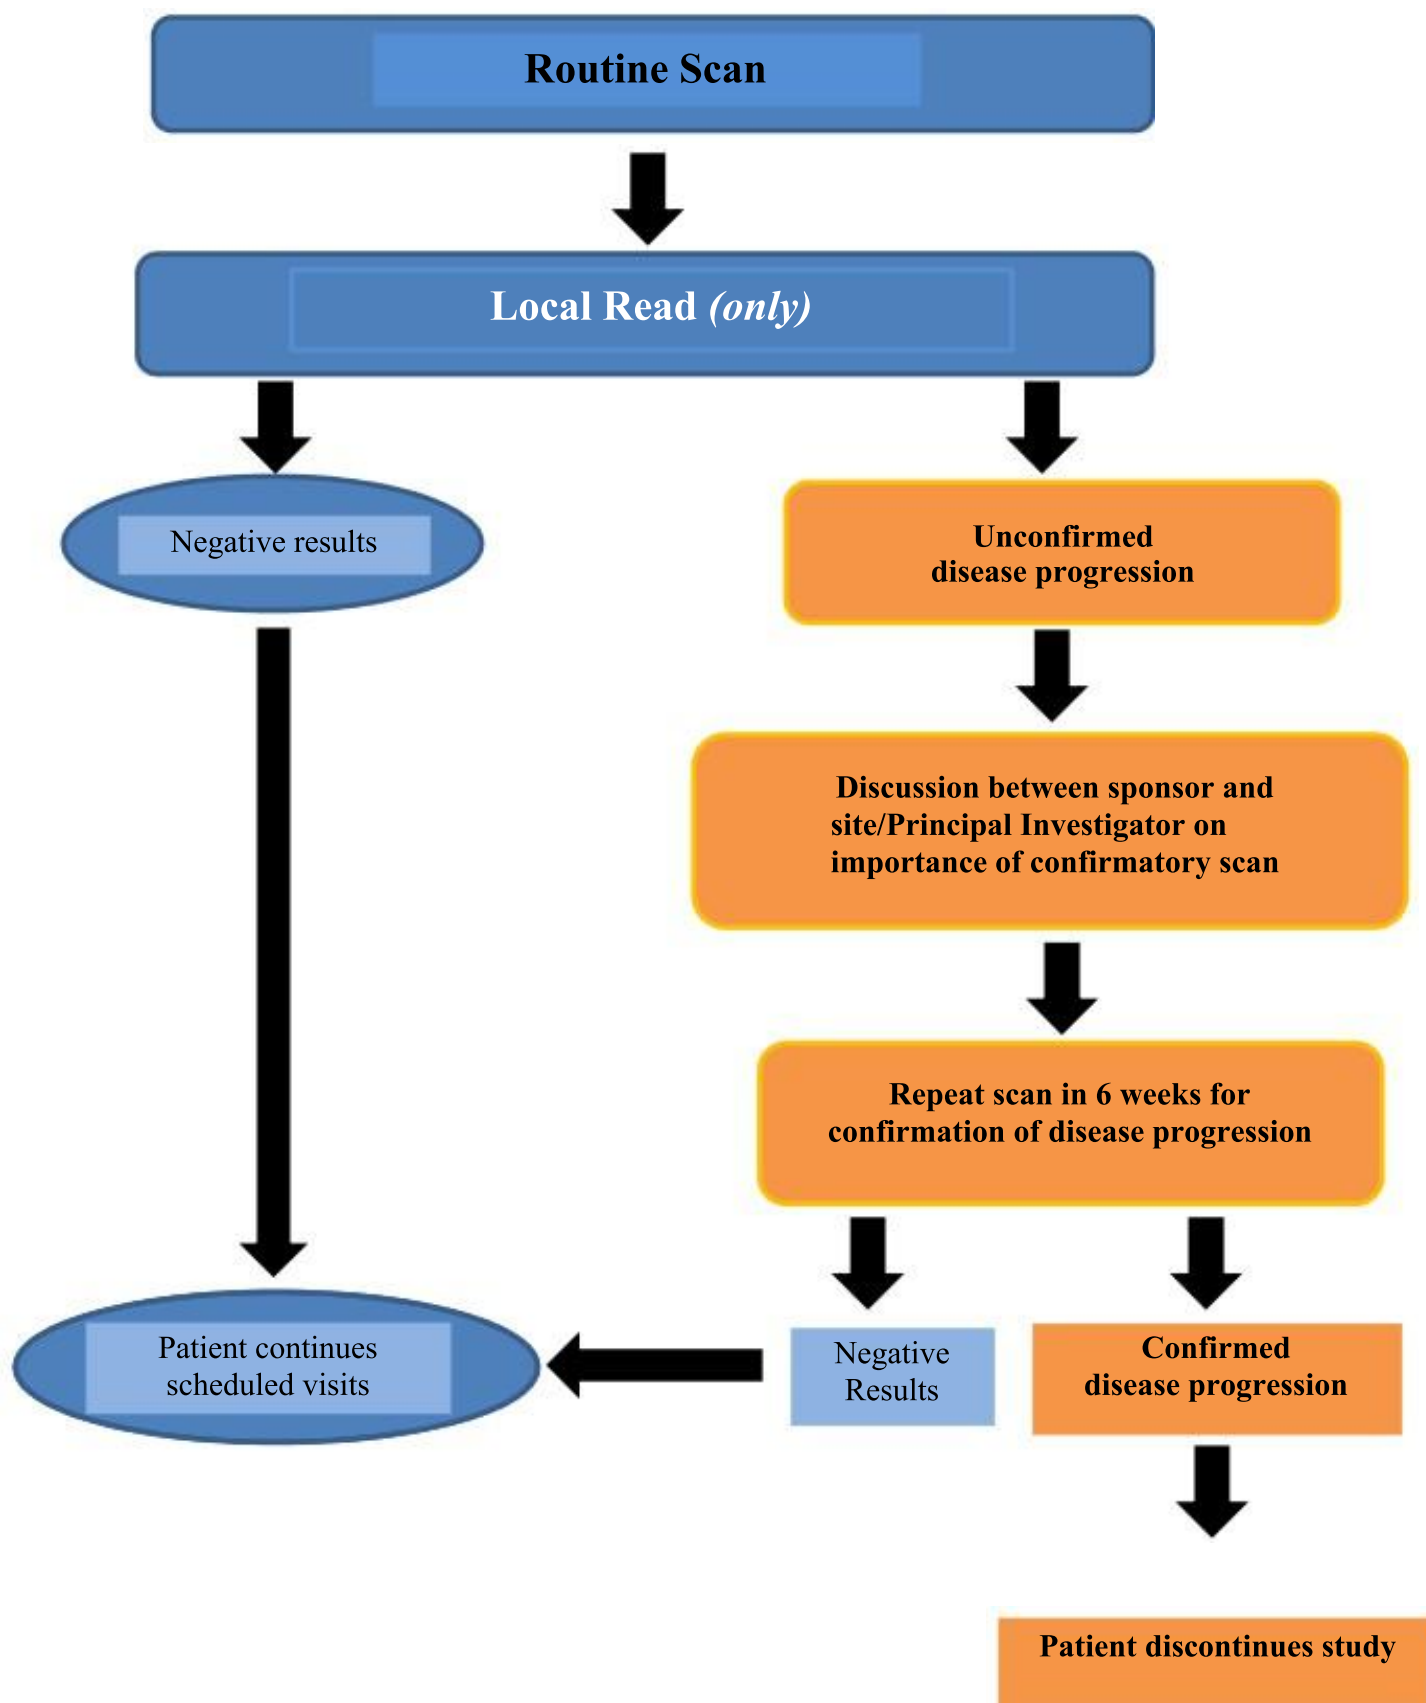 Routine Scan
Local Read (only)
Negative results
Unconfirmed
disease progression
Discussion between sponsor and
site/Principal Investigator on
importance of confirmatory scan
Repeat scan in 6 weeks for
confirmation of disease progression
Patient continues
scheduled visits
Negative
Results
Confirmed
disease progression
Patient discontinues study